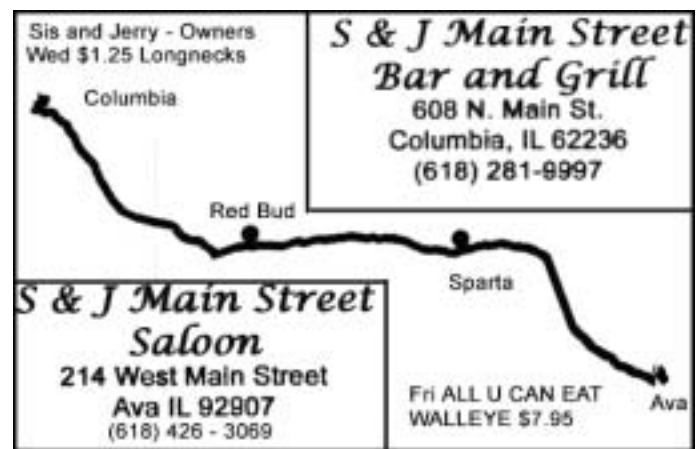 Sis and Jerry - Owners
Wed $1.25 Longnecks
S & J Main Street
Bar and Grill
608 N. Main St.
Columbia, IL 62236
(618) 281-9997
Columbia
Red Bud
Sparta
S & J Main Street
Saloon
214 West Main Street
Ava IL 92907
(618) 426 - 3069
Fri ALL U CAN EAT
WALLEYE $7.95
Ava